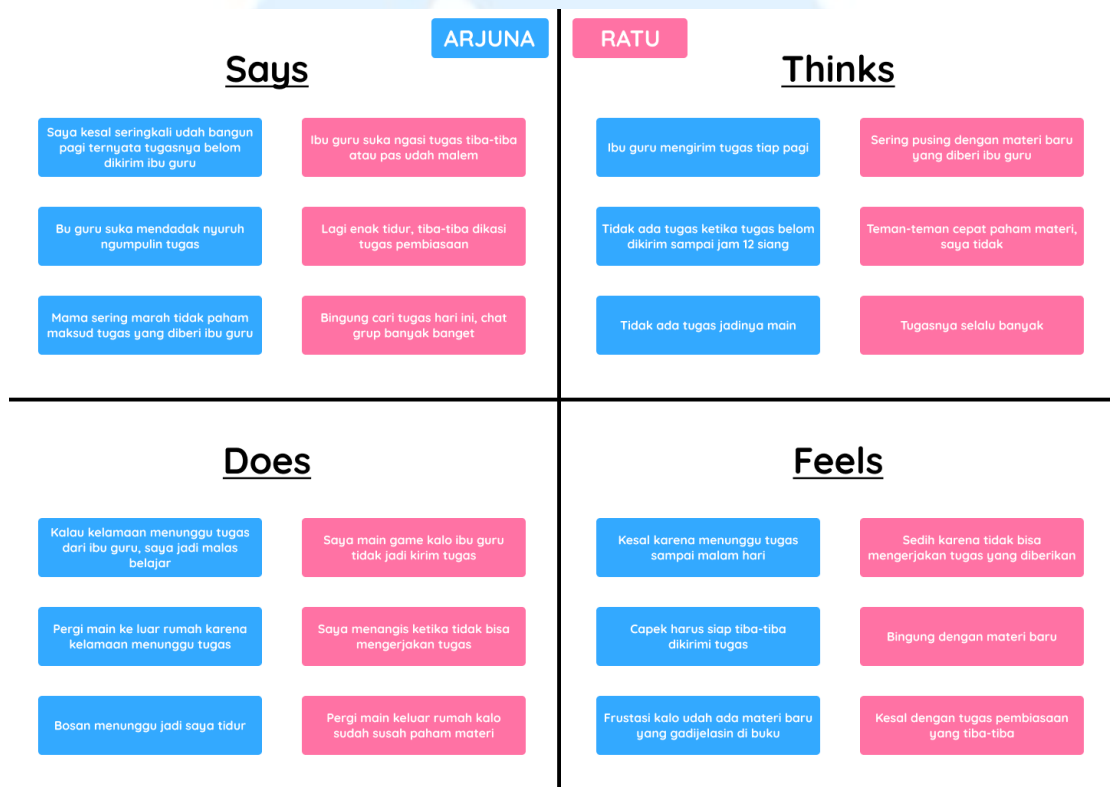 ARJUNA
RATU
Says
Saya kesal seringkali udah bangun
pagi ternyata tugasnya belom
dikirim ibu guru
Ibu guru suka ngasi tugas tiba-tiba
atau pas udah malem
Bu guru suka mendadak nyuruh
ngumpulin tugas
Lagi enak tidur, tiba-tiba dikasi
tugas pembiasaan
Mama sering marah tidak paham
maksud tugas yang diberi ibu guru
Bingung cari tugas hari ini, chat
grup banyak banget
Thinks
Ibu guru mengirim tugas tiap pagi
Sering pusing dengan materi baru
yang diberi ibu guru
Tidak ada tugas ketika tugas belom
dikirim sampai jam 12 siang
Teman-teman cepat paham materi,
saya tidak
Tidak ada tugas jadinya main
Tugasnya selalu banyak
Does
Kalau kelamaan menunggu tugas
dari ibu guru, saya jadi malas
belajar
Saya main game kalo ibu guru
tidak jadi kirim tugas
Pergi main ke luar rumah karena
kelamaan menunggu tugas
Saya menangis ketika tidak bisa
mengerjakan tugas
Bosan menunggu jadi saya tidur
Pergi main keluar rumah kalo
sudah susah paham materi
Feels
Kesal karena menunggu tugas
sampai malam hari
Sedih karena tidak bisa
mengerjakan tugas yang diberikan
Capek harus siap tiba-tiba
dikirimi tugas
Bingung dengan materi baru
Frustasi kalo udah ada materi baru
yang gadijelasin di buku
Kesal dengan tugas pembiasaan
yang tiba-tiba